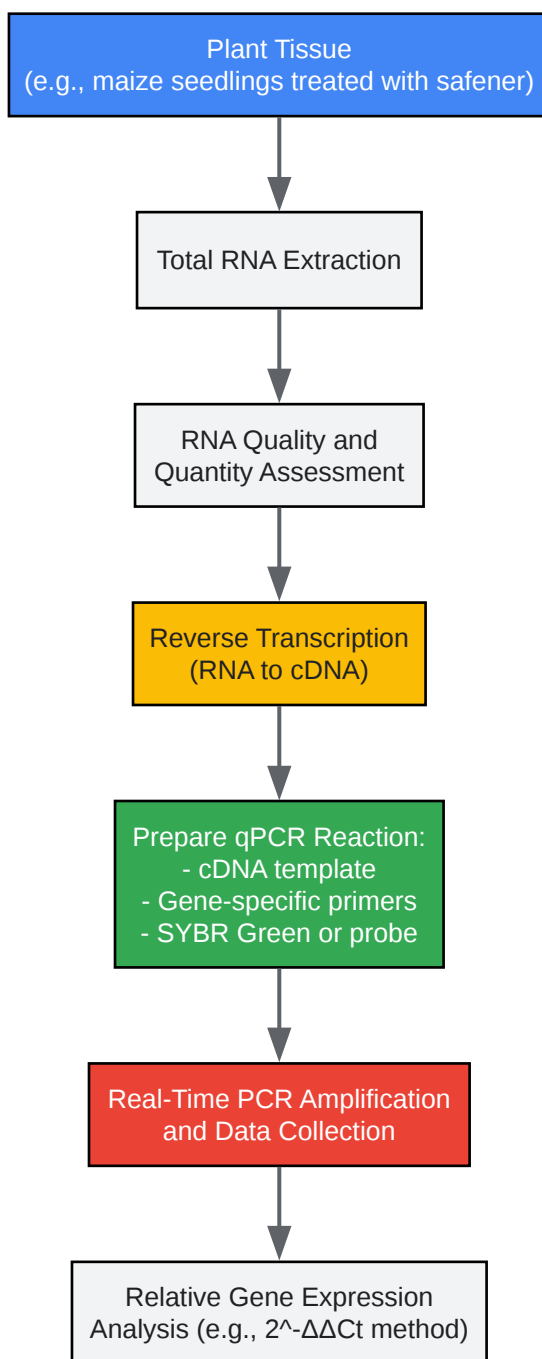 Plant Tissue
(e.g., maize seedlings treated with safener)
Total RNA Extraction
RNA Quality and
Quantity Assessment
Reverse Transcription
(RNA to cDNA)
Prepare qPCR Reaction:
- cDNA template
- Gene-specific primers
- SYBR Green or probe
Real-Time PCR Amplification
and Data Collection
Relative Gene Expression
Analysis (e.g., 2^-ΔΔCt method)